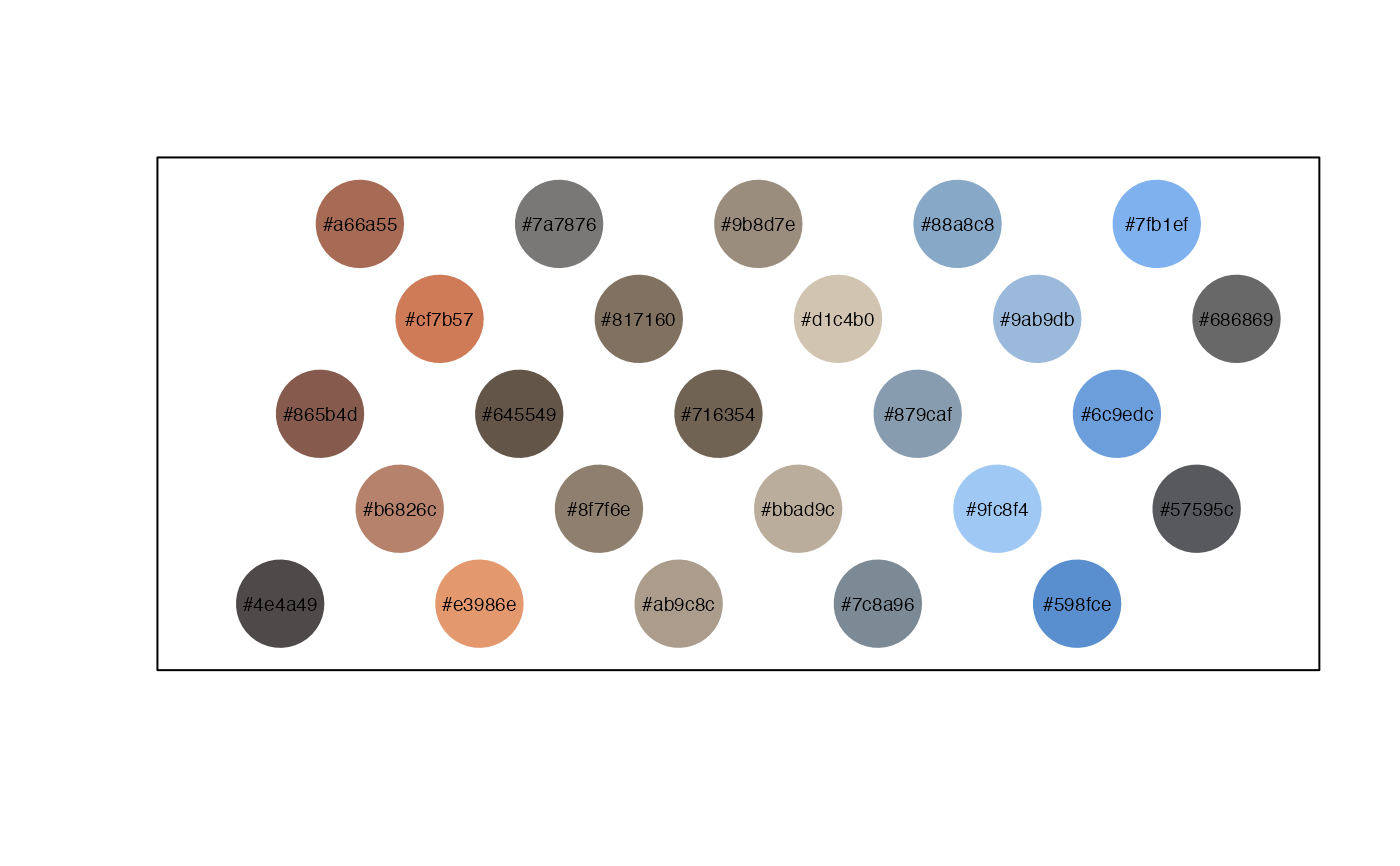 #a66a55 #7a7876 #9b8d7e #88a8c8 #7fb1ef
#cf7b57 #817160 #d1c4b0 #9ab9db #686869
#865b4d #645549 #716354 #879caf #6c9edc
#b6826c #8f7f6e #bbad9c #9fc8f4 #57595c
#4e4a49 #e3986e #ab9c8c #7c8a96 #598fce